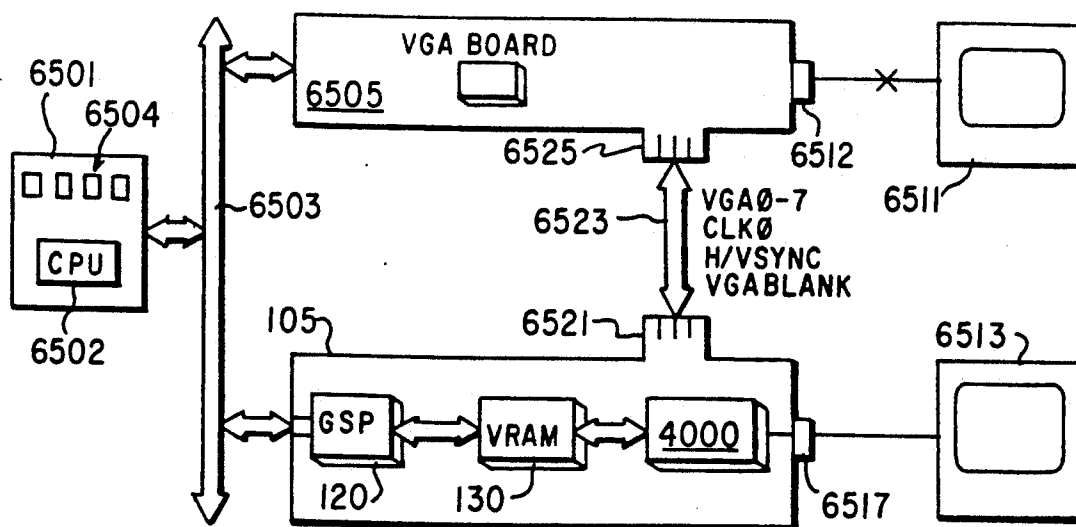 VGA BOARD
6501
6504
6505
6512
6525
6511
6503
6523
VGAØ-7
CLKØ
H/VSYNC
VGABLANK
CPU
6502
105
6521
6513
GSP
VRAM
4000
120
130
6517